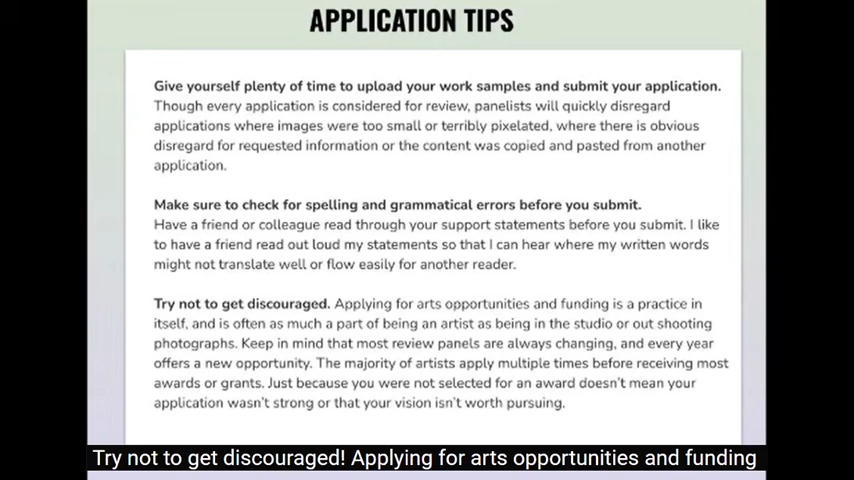 APPLICATION TIPS
Give yourself plenty of time to upload your work samples and submit your application.
Though every application is considered for review, panelists will quickly disregard
applications where images were too small or terribly pixelated, where there is obvious
disregard for requested information or the content was copied and pasted from another
application.
Make sure to check for spelling and grammatical errors before you submit.
Have a friend or colleague read through your support statements before you submit. I like
to have a friend read out loud my statements so that I can hear where my written words
might not translate well or flow easily for another reader.
Try not to get discouraged. Applying for arts opportunities and funding is a practice in
itself, and is often as much a part of being an artist as being in the studio or out shooting
photographs. Keep in mind that most review panels are always changing, and every year
offers a new opportunity. The majority of artists apply multiple times before receiving most
awards or grants. Just because you were not selected for an award doesn't mean your
application wasn't strong or that your vision isn't worth pursuing.
Try not to get discouraged! Applying for arts opportunities and funding